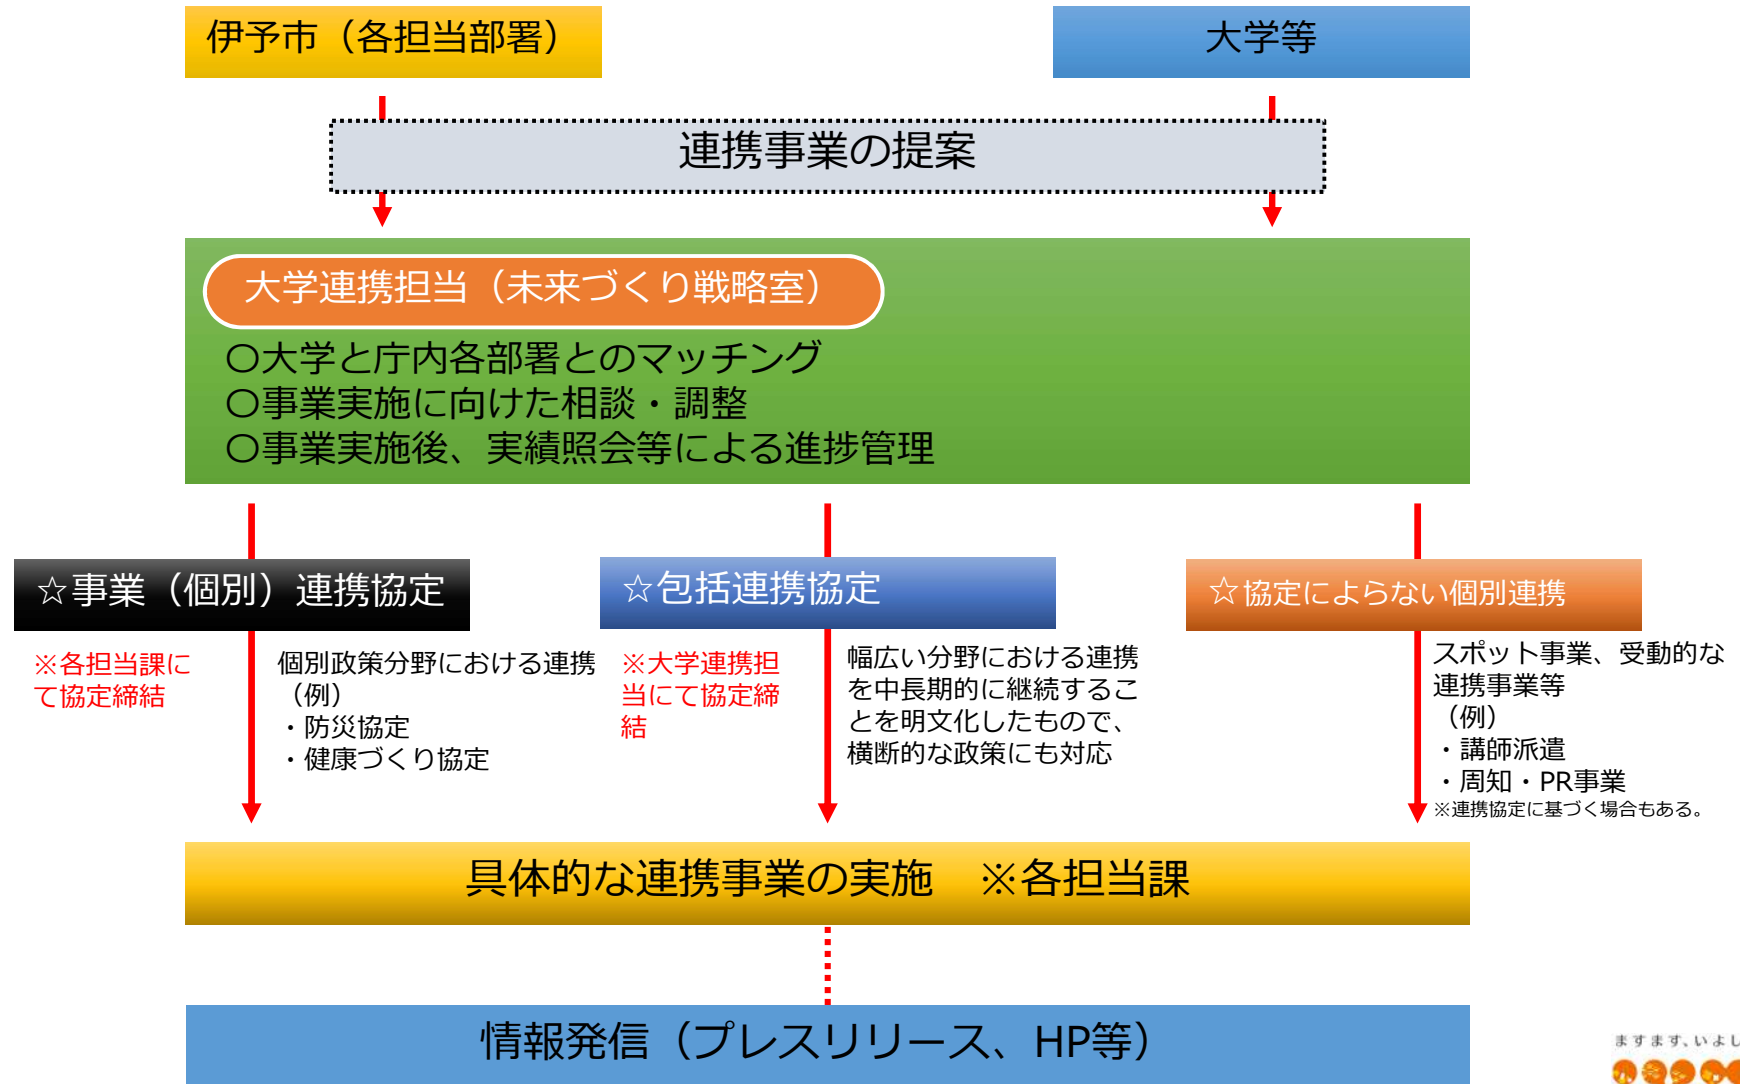 伊予市（各担当部署）
大学等
連携事業の提案
大学連携担当（未来づくり戦略室）
〇大学と庁内各部署とのマッチング
〇事業実施に向けた相談・調整
〇事業実施後、実績照会等による進捗管理
☆事業（個別）連携協定
※各担当課に
て協定締結
個別政策分野における連携
（例）
・防災協定
・健康づくり協定
☆包括連携協定
※大学連携担
当にて協定締
結
幅広い分野における連携
を中長期的に継続するこ
とを明文化したもので、
横断的な政策にも対応
☆協定によらない個別連携
スポット事業、受動的な
連携事業等
（例）
・講師派遣
・周知・PR事業
※連携協定に基づく場合もある。
具体的な連携事業の実施　※各担当課
情報発信（プレスリリース、HP等）
ますます、いよし